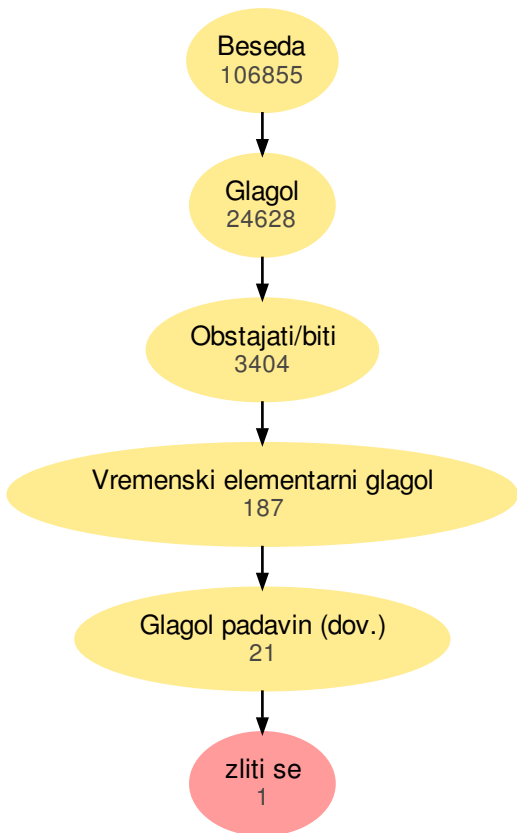 Beseda
106855
Glagol
24628
Obstajati/biti
3404
Vremenski elementarni glagol
187
Glagol padavin (dov.)
21
zliti se
1